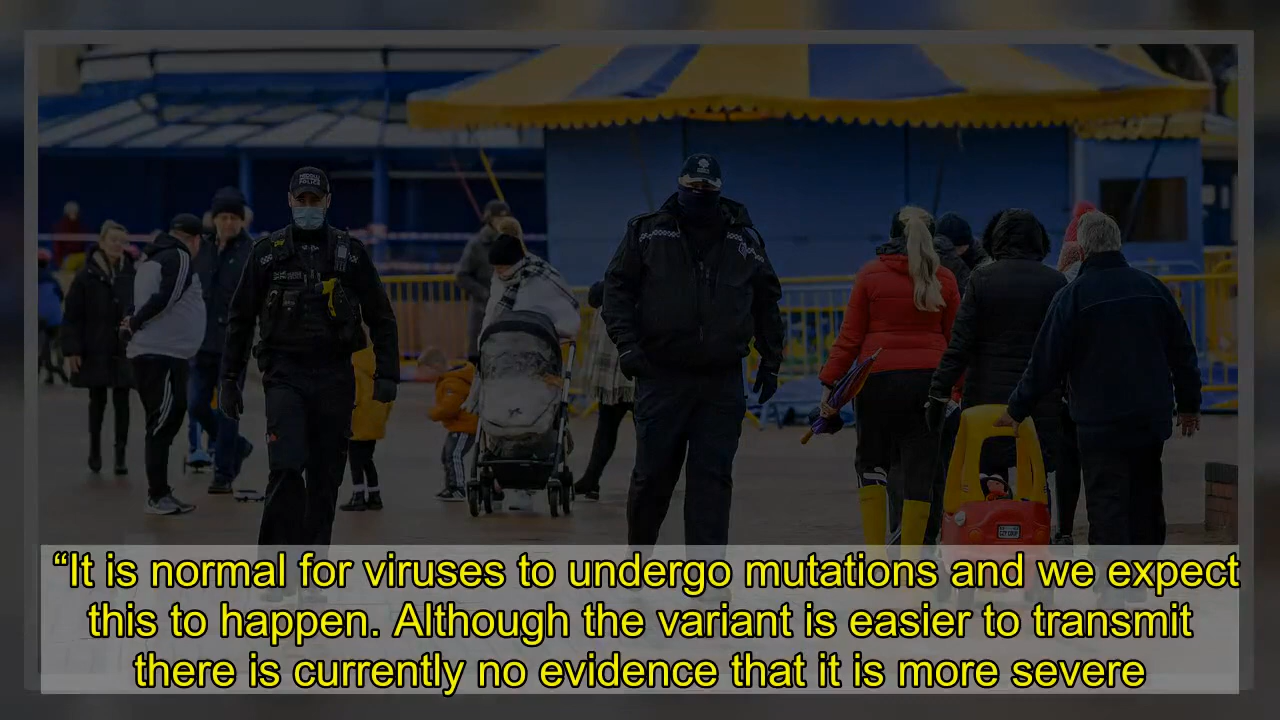 “It is normal for viruses to undergo mutations and we expect
this to happen. Although the variant is easier to transmit
there is currently no evidence that it is more severe